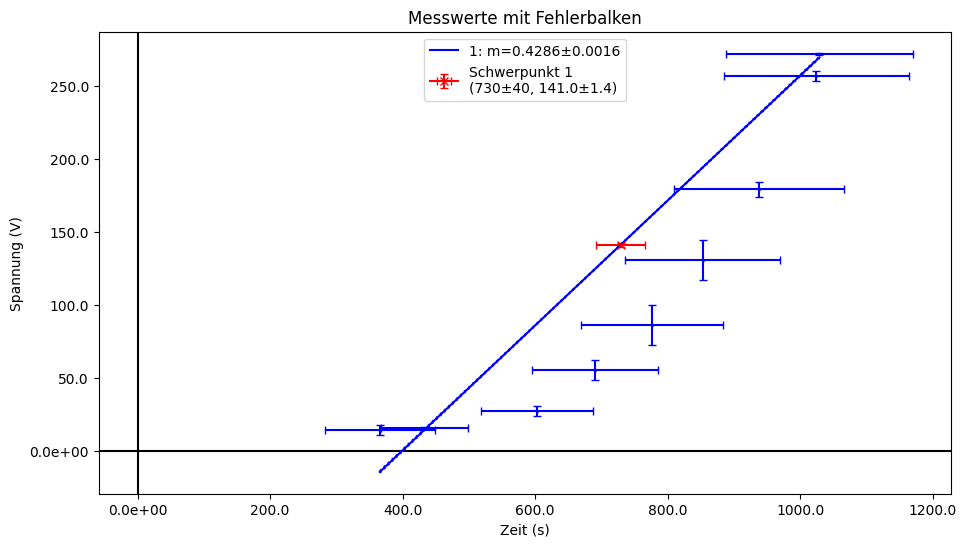 Messwerte mit Fehlerbalken
1: m=0.4286±0.0016
Schwerpunkt 1
(730±40, 141.0±1.4)
Spannung (V)
250.0
200.0
150.0
100.0
50.0
0.0e+00
0.0e+00 200.0 400.0 600.0 800.0 1000.0 1200.0
Zeit (s)